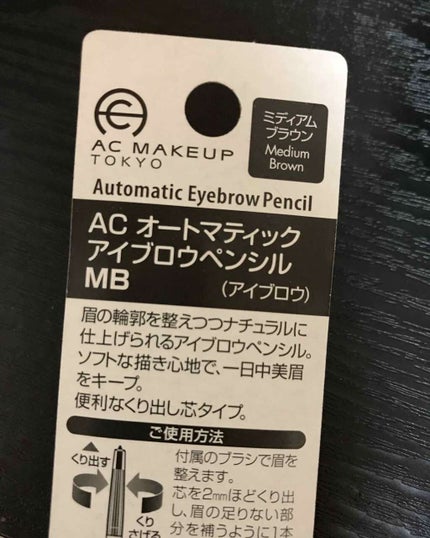 AC MAKEUP
TOKYO
ミディアム
ブラウン
Medium
Brown
Automatic Eyebrow Pencil
AC オートマティック
アイブロウペンシル
MB
(アイブロウ)
眉の輪郭を整えつつナチュラルに
仕上げられるアイブロウペンシル。
ソフトな描き心地で、一日中美眉
をキープ。
便利なくり出し芯タイプ。
ご使用方法
くり出す
くり
さげる
付属のブラシで眉を
整えます。
芯を2mmほどくり出
し、眉の足りない部
分を補うように1本